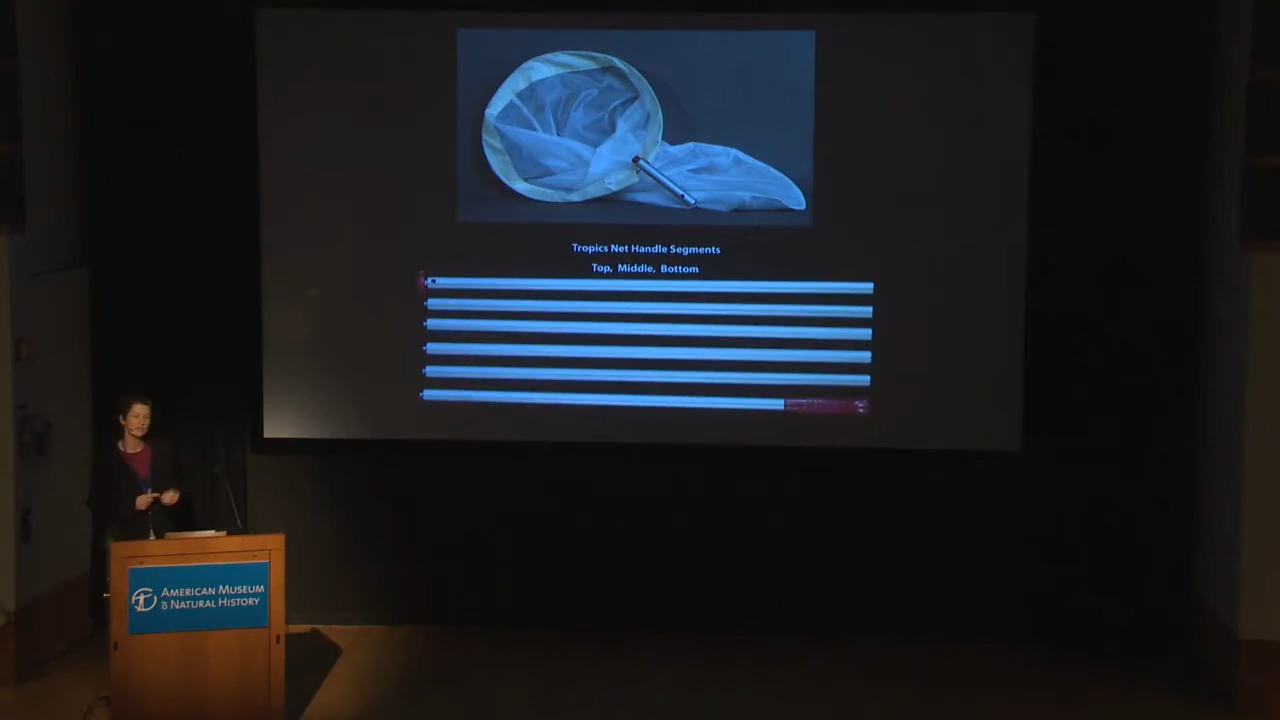 Tropics Net Handle Segments
Top, Middle, Bottom
AMERICAN MUSEUM
& NATURAL HISTORY